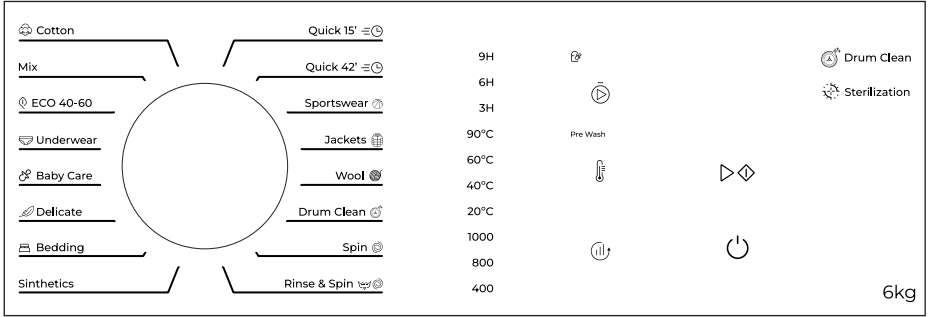 Cotton
Mix
ECO 40-60
Underwear
Baby Care
Delicate
Bedding
Sinthetics
Quick 15'
Quick 42'
Sportswear
Jackets
Wool
Drum Clean
Spin
Rinse & Spin
9H
6H
3H
90°C
60°C
40°C
20°C
1000
800
400
Pre Wash
Drum Clean
Sterilization
6kg